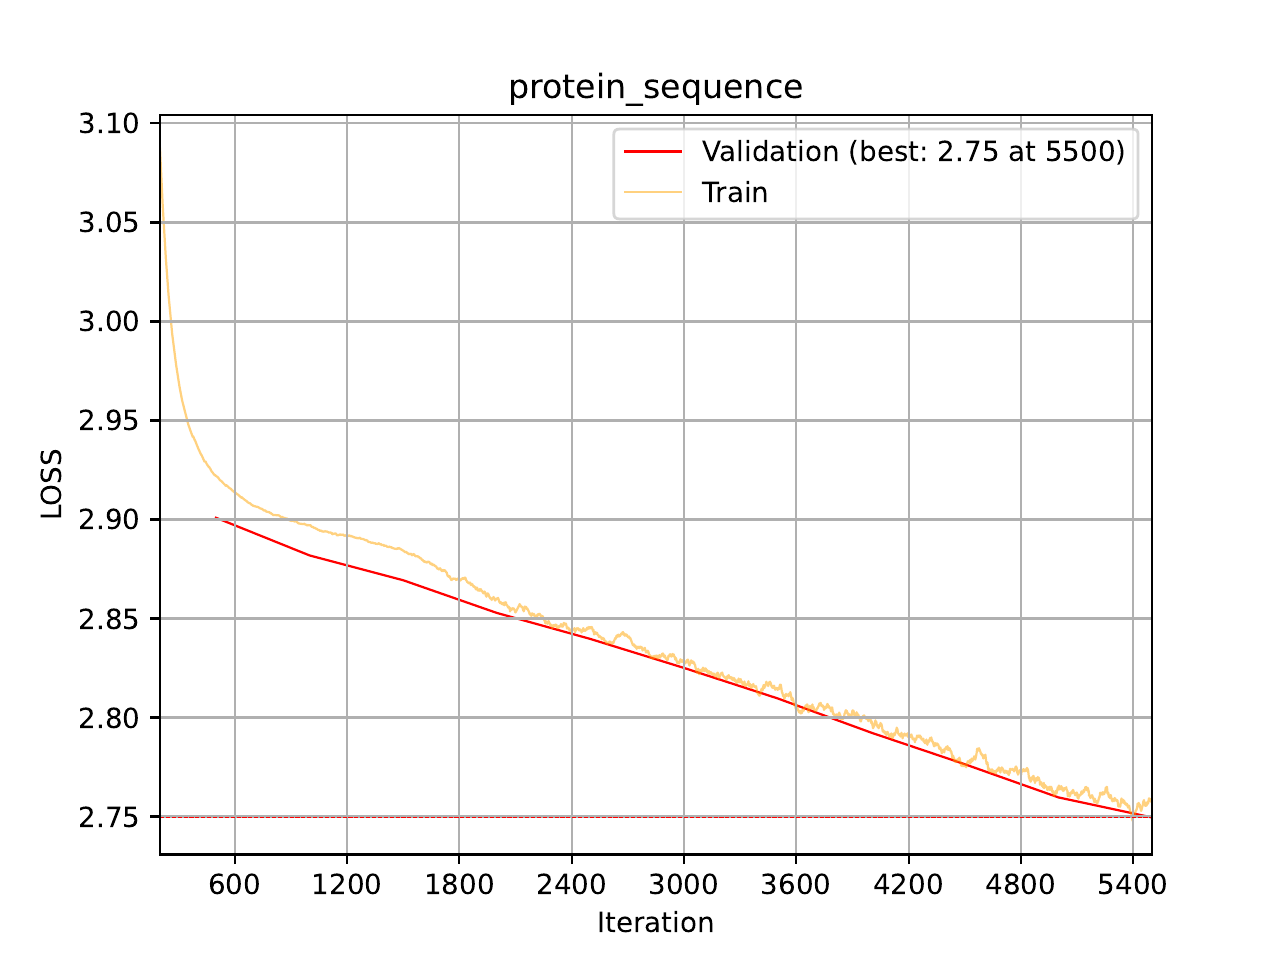 protein_sequence
Validation (best: 2.75 at 5500)
Train
LOSS
3.10
3.05
3.00
2.95
2.90
2.85
2.80
2.75
600 1200 1800 2400 3000 3600 4200 4800 5400
Iteration